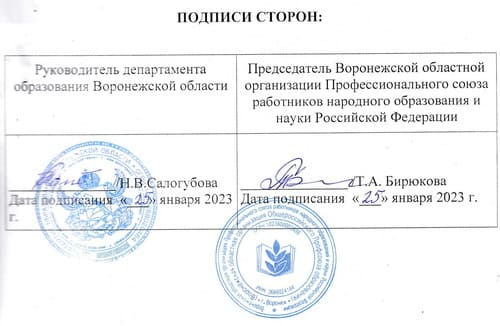 ПОДПИСИ СТОРОН:
Руководитель департамента
образования Воронежской области
Председатель Воронежской областной
организации Профессионального союза
работников народного образования и
науки Российской Федерации
/Н.В.Салогубова
Дата подписания « 25» января 2023
г.
/Т.А. Бирюкова
Дата подписания « 25» января 2023 г.